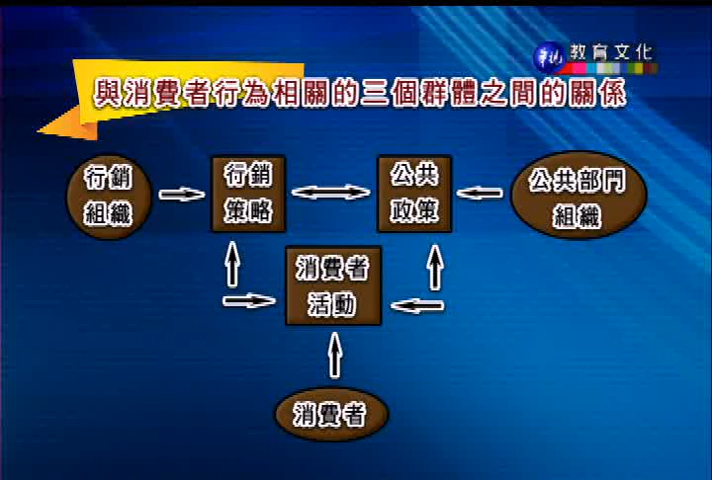 華視 教育文化
與消費者行為相關的三個群體之間的關係
行銷
組織
行銷
策略
公共
政策
公共部門
組織
消費者
活動
消費者